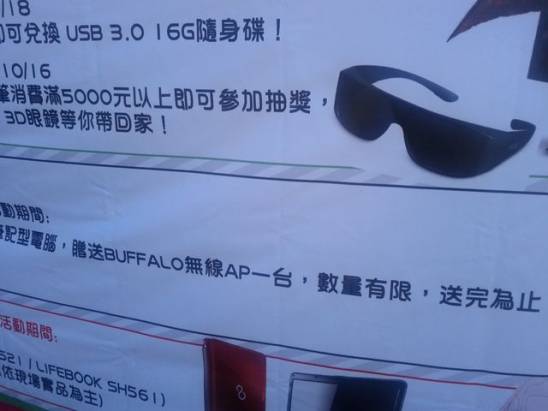 /18
即可兌換 USB 3.0 16G隨身碟！
10/16
筆消費滿5000元以上即可參加抽獎，
3D眼鏡等你帶回家！
動期間:
筆記型電腦，贈送BUFFALO無線AP一台，數量有限，送完為止
活動期間:
521 / LIFEBOOK SH561)
依現場實品為主)